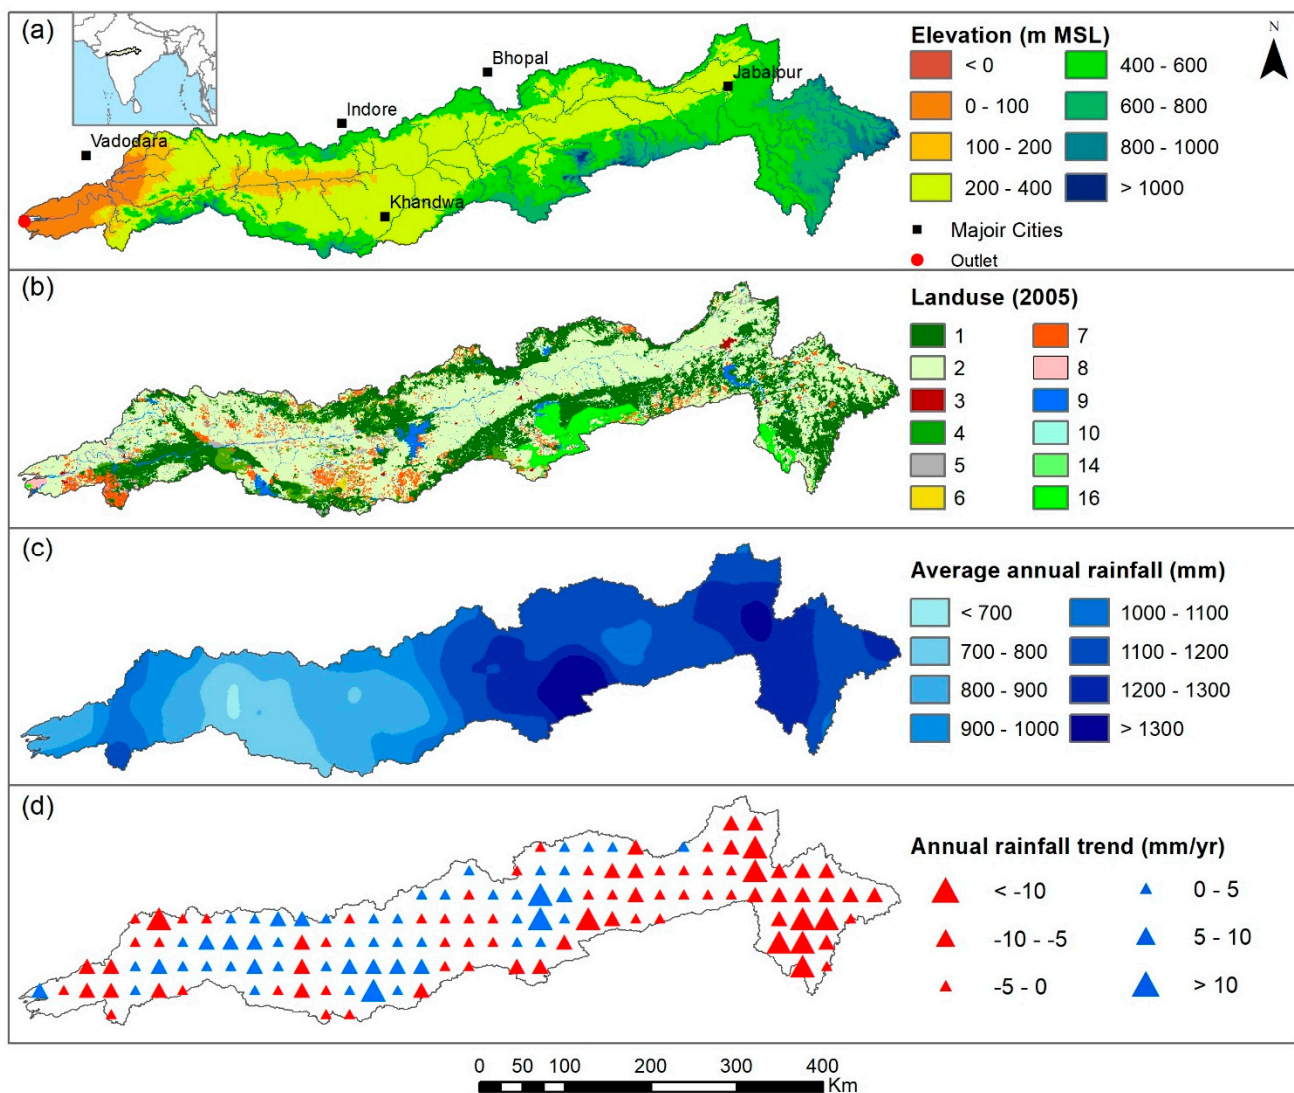 (a)
Elevation (m MSL)
N
< 0
400 - 600
0 - 100
600 - 800
100 - 200
800 - 1000
200 - 400
> 1000
Majoir Cities
Outlet
Bhopal
Jabalpur
Indore
Vadodara
Khandwa
(b)
Landuse (2005)
1
7
2
8
3
9
4
10
5
14
6
16
(c)
Average annual rainfall (mm)
< 700
1000 - 1100
700 - 800
1100 - 1200
800 - 900
1200 - 1300
900 - 1000
> 1300
(d)
Annual rainfall trend (mm/yr)
< -10
0 - 5
-10 - -5
5 - 10
-5 - 0
> 10
0 50 100 200 300 400
Km